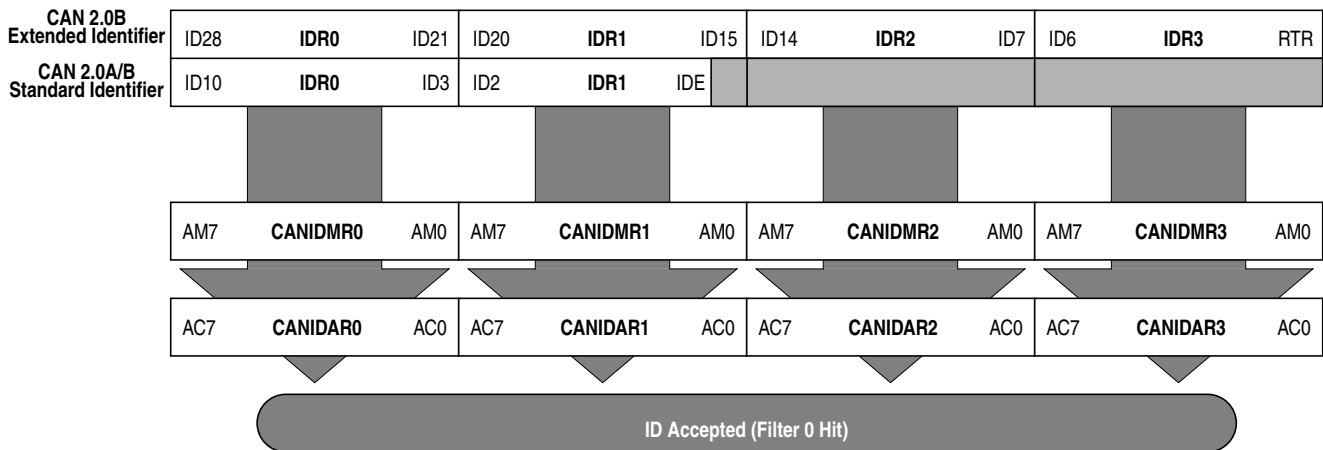 CAN 2.0B
Extended Identifier
ID28 IDR0 ID21 ID20 IDR1 ID15 ID14 IDR2 ID7 ID6 IDR3 RTR
CAN 2.0A/B
Standard Identifier
ID10 IDR0 ID3 ID2 IDR1 IDE
AM7 CANIDMR0 AM0 AM7 CANIDMR1 AM0 AM7 CANIDMR2 AM0 AM7 CANIDMR3 AM0
AC7 CANIDAR0 AC0 AC7 CANIDAR1 AC0 AC7 CANIDAR2 AC0 AC7 CANIDAR3 AC0
ID Accepted (Filter 0 Hit)